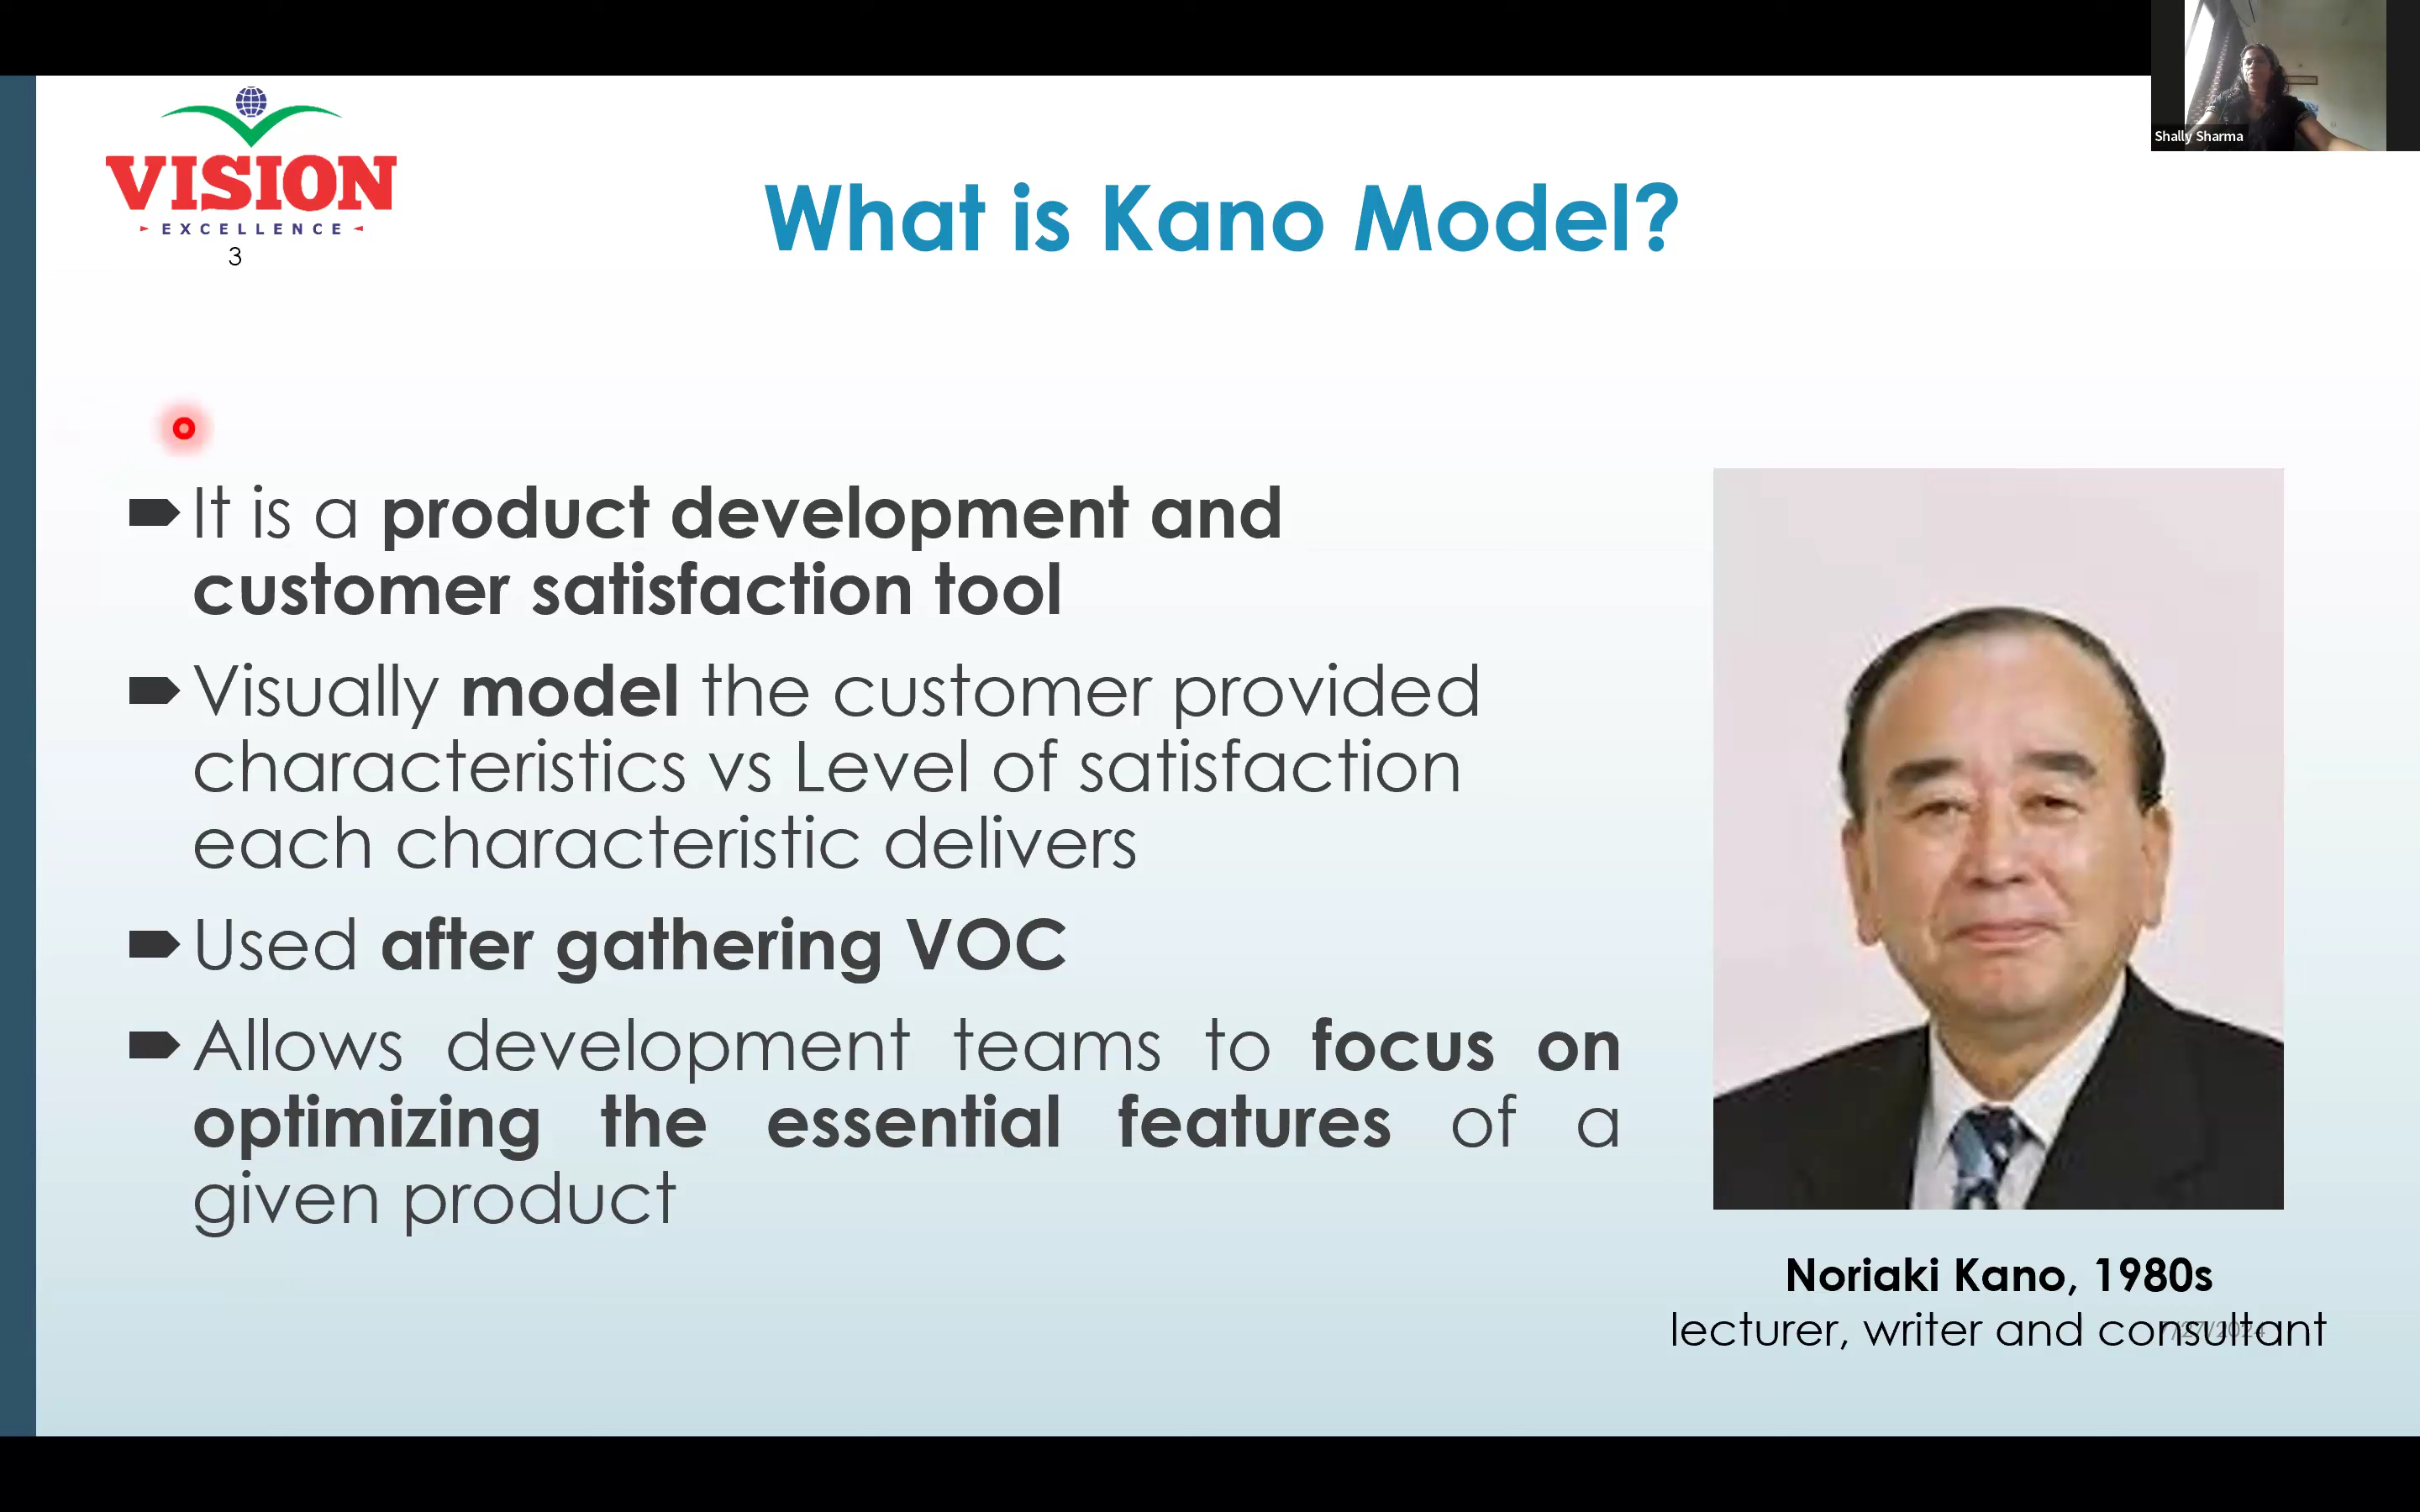 Shally Sharma
VISION
EXCELLENCE
3
What is Kano Model?
It is a product development and
customer satisfaction tool
Visually model the customer provided
characteristics vs Level of satisfaction
each characteristic delivers
Used after gathering VOC
Allows development teams to focus on
optimizing the essential features of a
given product
Noriaki Kano, 1980s
lecturer, writer and consultant